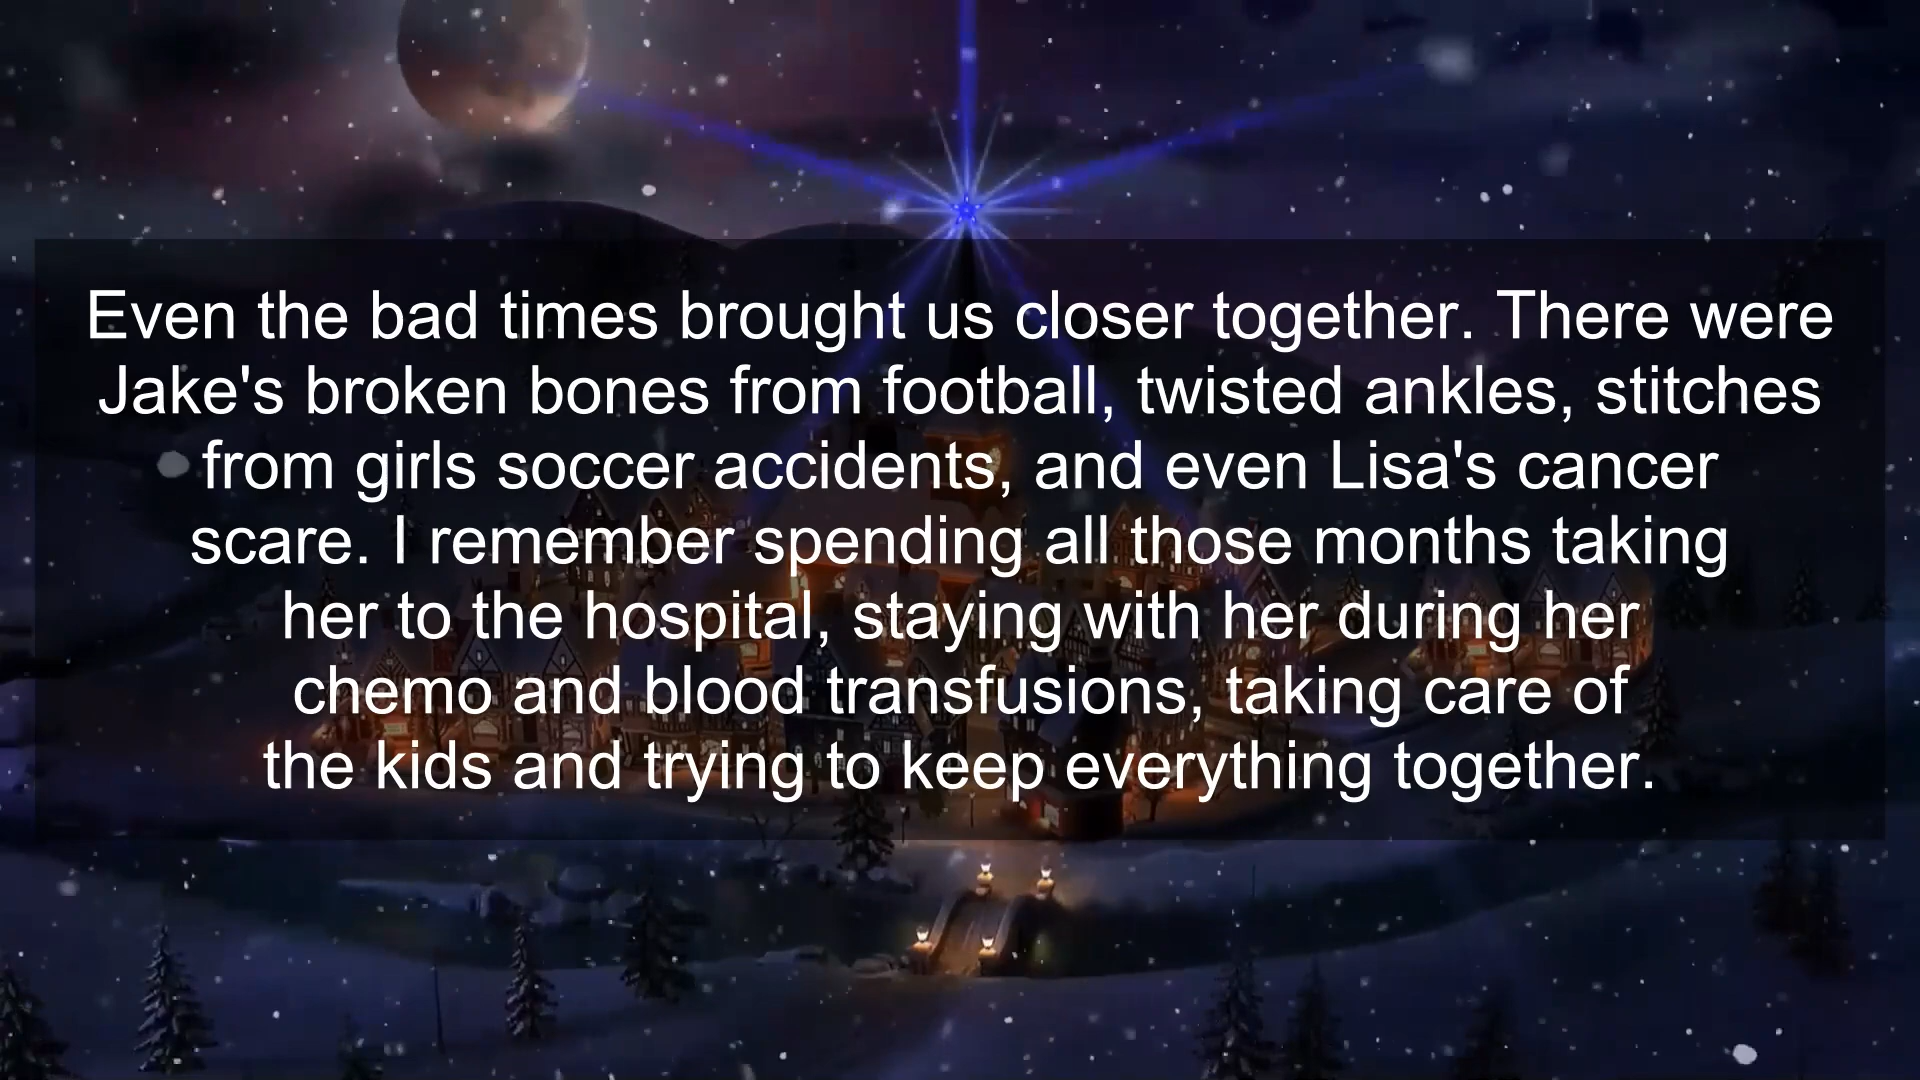 Even the bad times brought us closer together. There were
Jake's broken bones from football, twisted ankles, stitches
from girls soccer accidents, and even Lisa's cancer
scare. I remember spending all those months taking
her to the hospital, staying with her during her
chemo and blood transfusions, taking care of
the kids and trying to keep everything together.